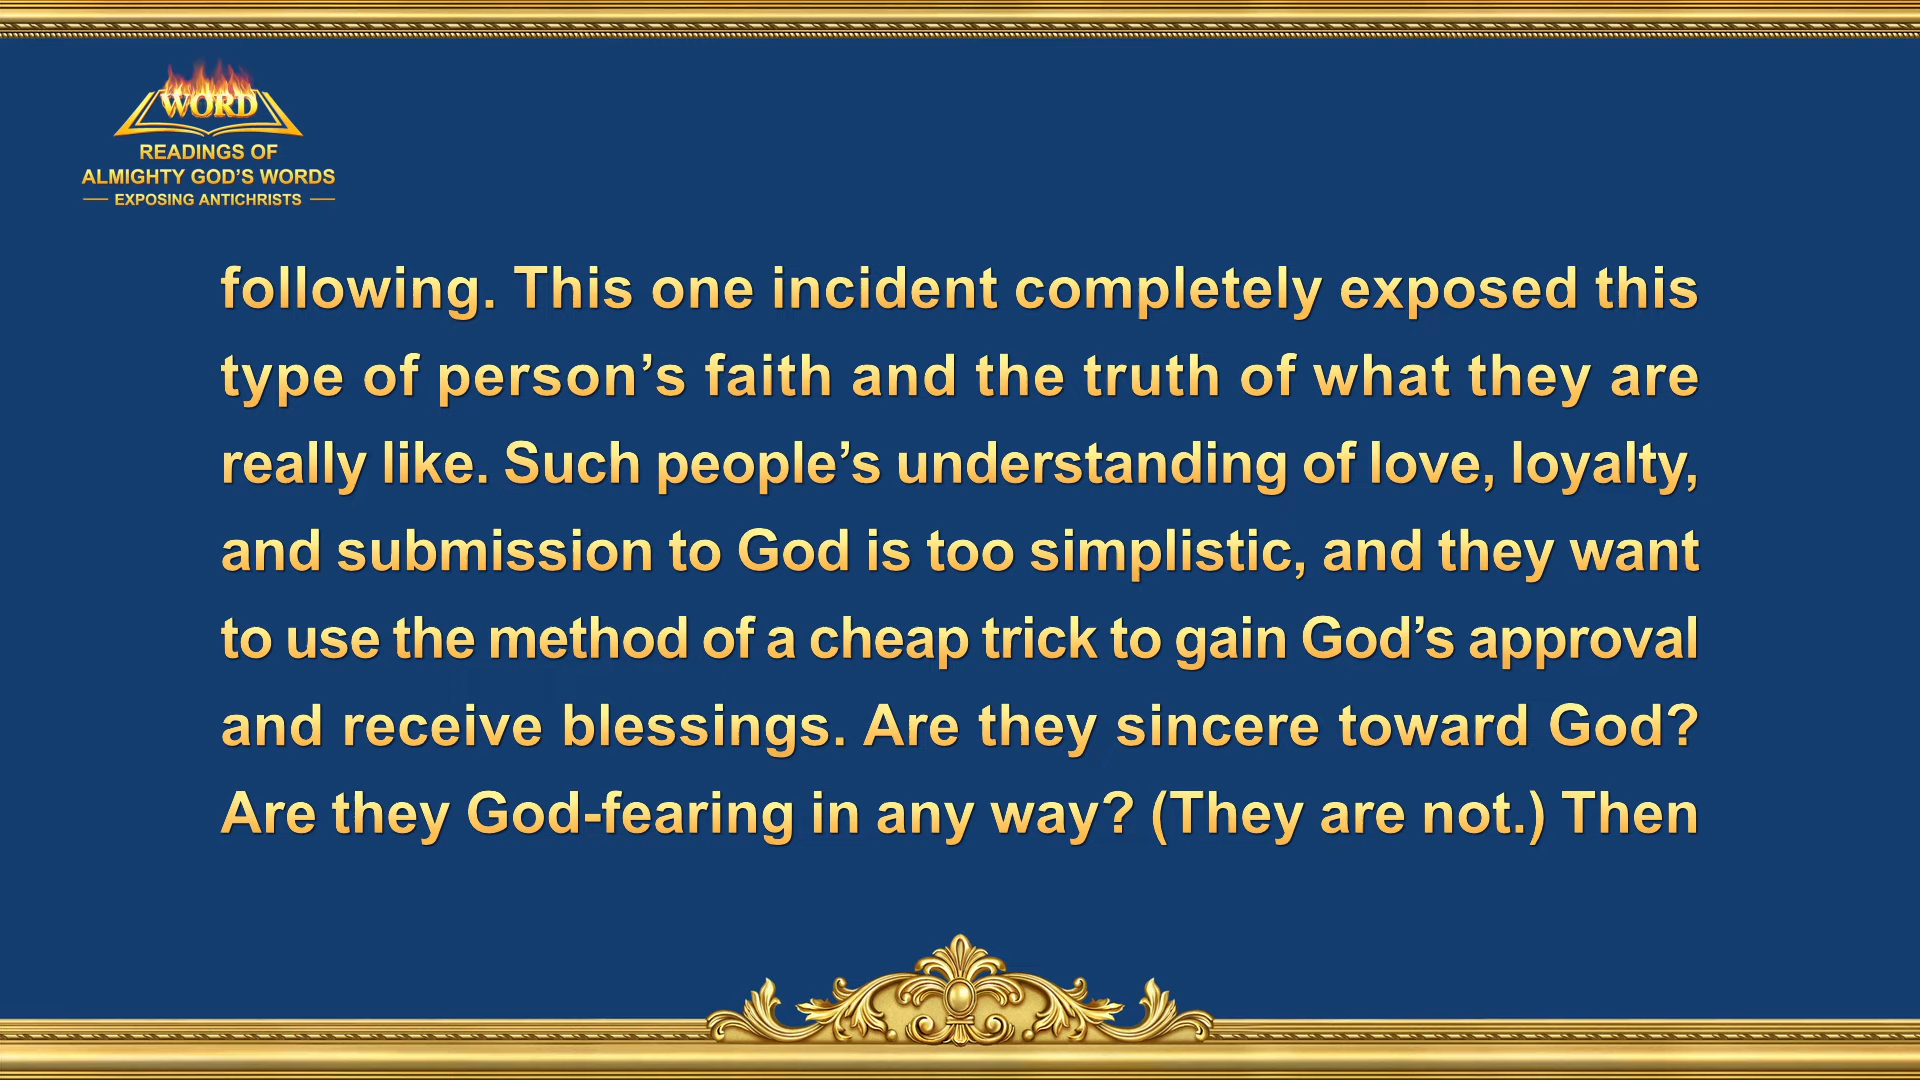 WORD
READINGS OF
ALMIGHTY GOD’S WORDS
EXPOSING ANTICHRISTS
following. This one incident completely exposed this
type of person’s faith and the truth of what they are
really like. Such people’s understanding of love, loyalty,
and submission to God is too simplistic, and they want
to use the method of a cheap trick to gain God’s approval
and receive blessings. Are they sincere toward God?
Are they God-fearing in any way? (They are not.) Then